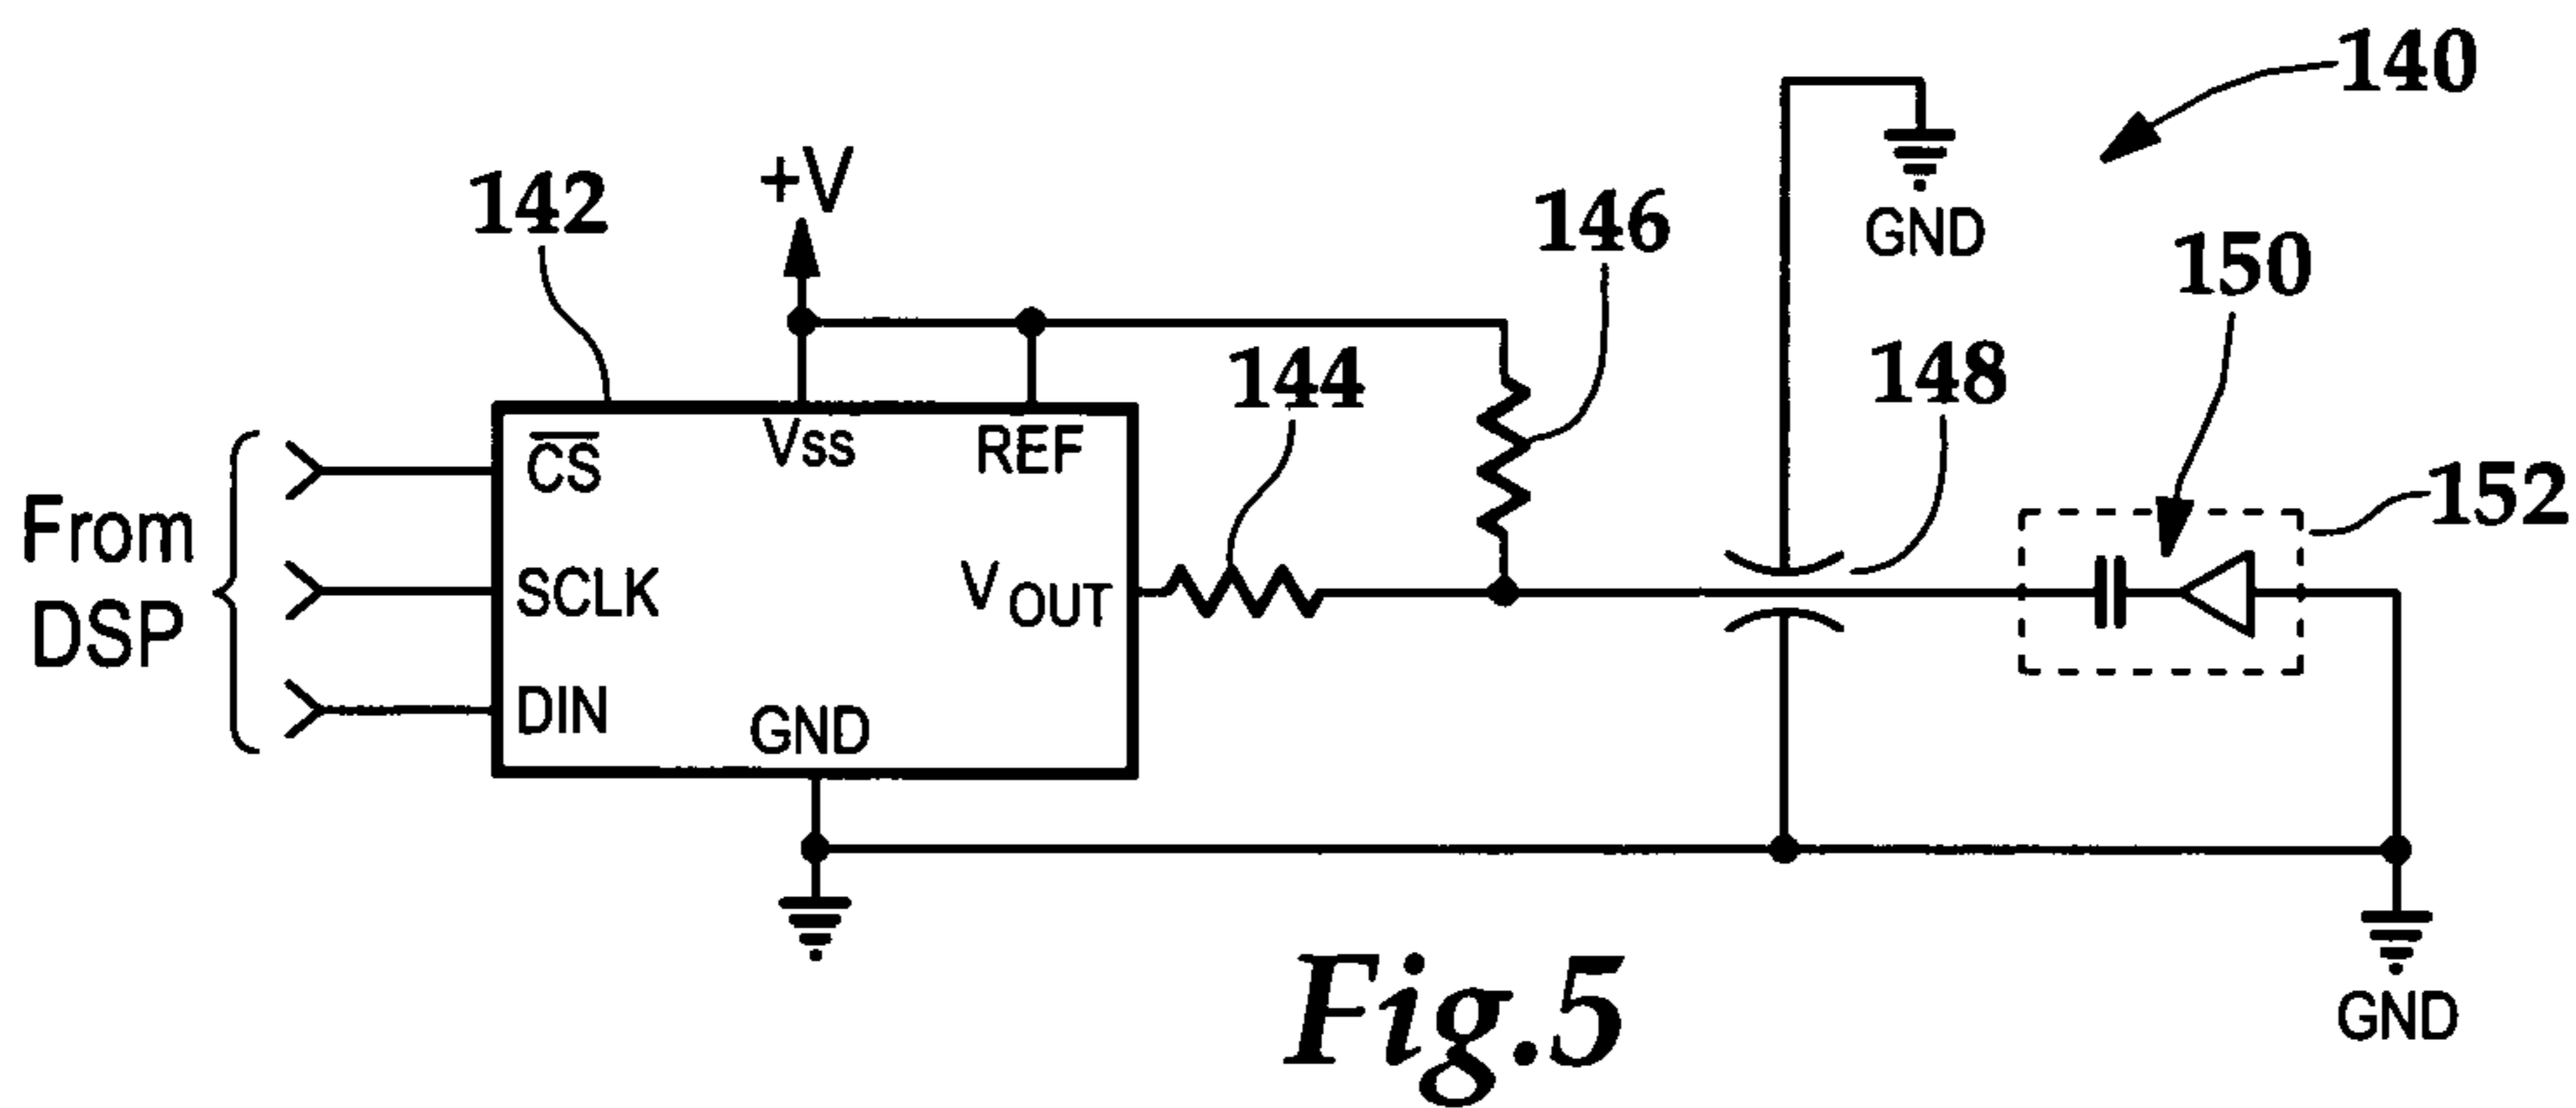 140
+V
142
146
GND
150
144
148
CS
Vss
REF
152
From
DSP
SCLK
VOUT
DIN
GND
Fig.5
GND